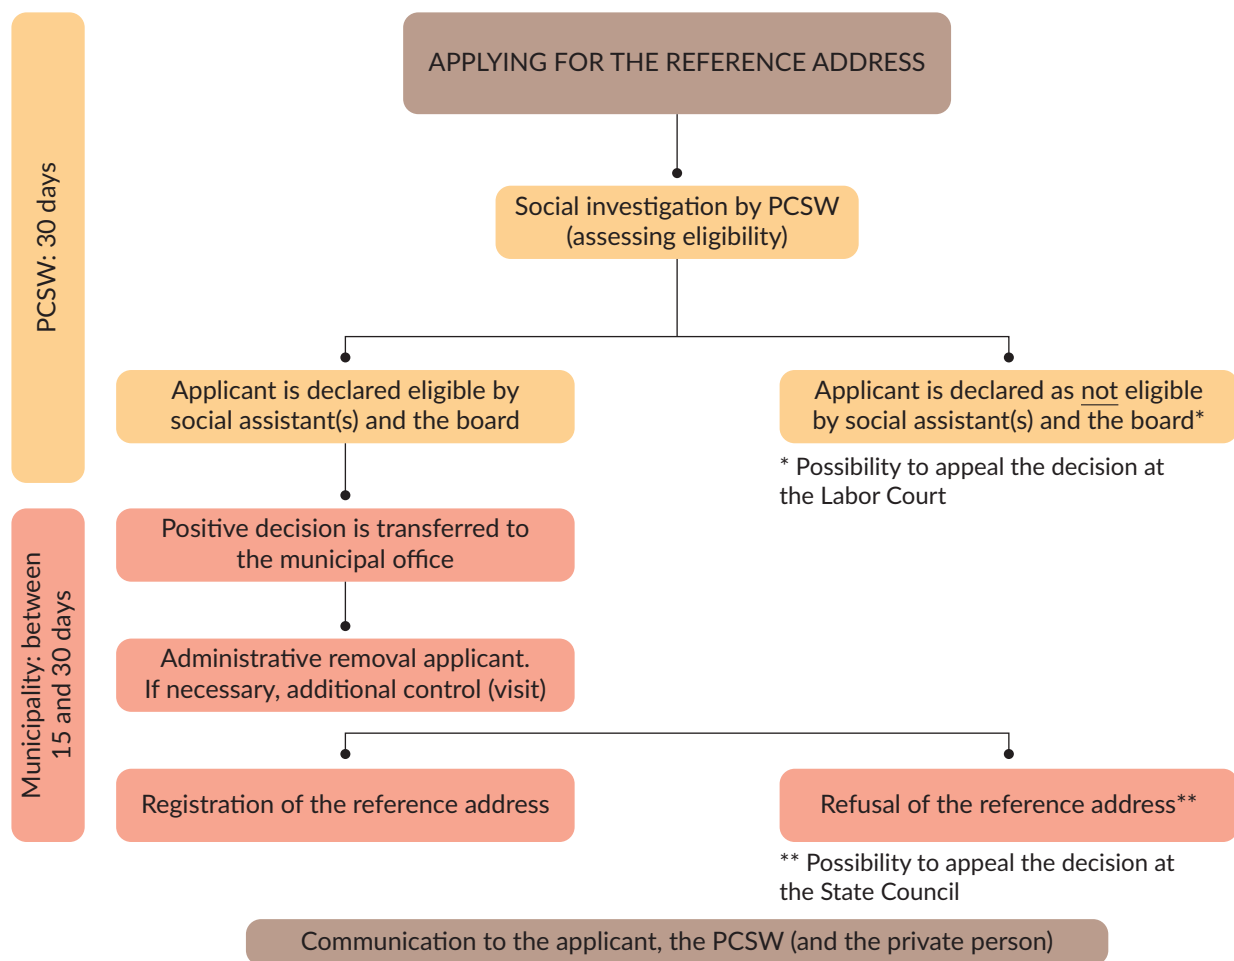 APPLYING FOR THE REFERENCE ADDRESS
PCSW: 30 days
Social investigation by PCSW
(assessing eligibility)
Applicant is declared eligible by
social assistant(s) and the board
Applicant is declared as not eligible
by social assistant(s) and the board*
* Possibility to appeal the decision at
the Labor Court
Municipality: between
15 and 30 days
Positive decision is transferred to
the municipal office
Administrative removal applicant.
If necessary, additional control (visit)
Registration of the reference address
Refusal of the reference address**
** Possibility to appeal the decision at
the State Council
Communication to the applicant, the PCSW (and the private person)